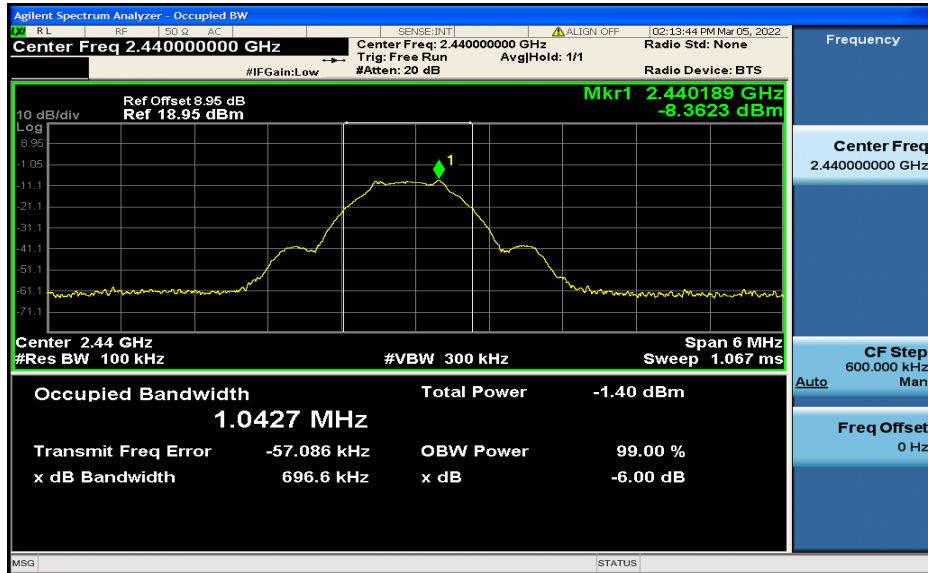 Agilent Spectrum Analyzer - Occupied BW
LXI RL RF 50 Ω AC SENSE:INT ALIGN OFF 02:13:44 PM Mar 05, 2022
Center Freq 2.440000000 GHz
Center Freq: 2.440000000 GHz
Radio Std: None
Trig: Free Run Avg|Hold: 1/1
#IFGain:Low #Atten: 20 dB Radio Device: BTS
Mkr1 2.440189 GHz
-8.3623 dBm
Ref Offset 8.95 dB
10 dB/div Ref 18.95 dBm
Log
8.95
-1.05
-11.1
-21.1
-31.1
-41.1
-51.1
-61.1
-71.1
1
Center 2.44 GHz Span 6 MHz
#Res BW 100 kHz #VBW 300 kHz Sweep 1.067 ms
Occupied Bandwidth Total Power -1.40 dBm
1.0427 MHz
Transmit Freq Error -57.086 kHz OBW Power 99.00 %
x dB Bandwidth 696.6 kHz x dB -6.00 dB
MSG STATUS
Frequency
Center Freq
2.440000000 GHz
CF Step
600.000 kHz
Auto Man
Freq Offset
0 Hz